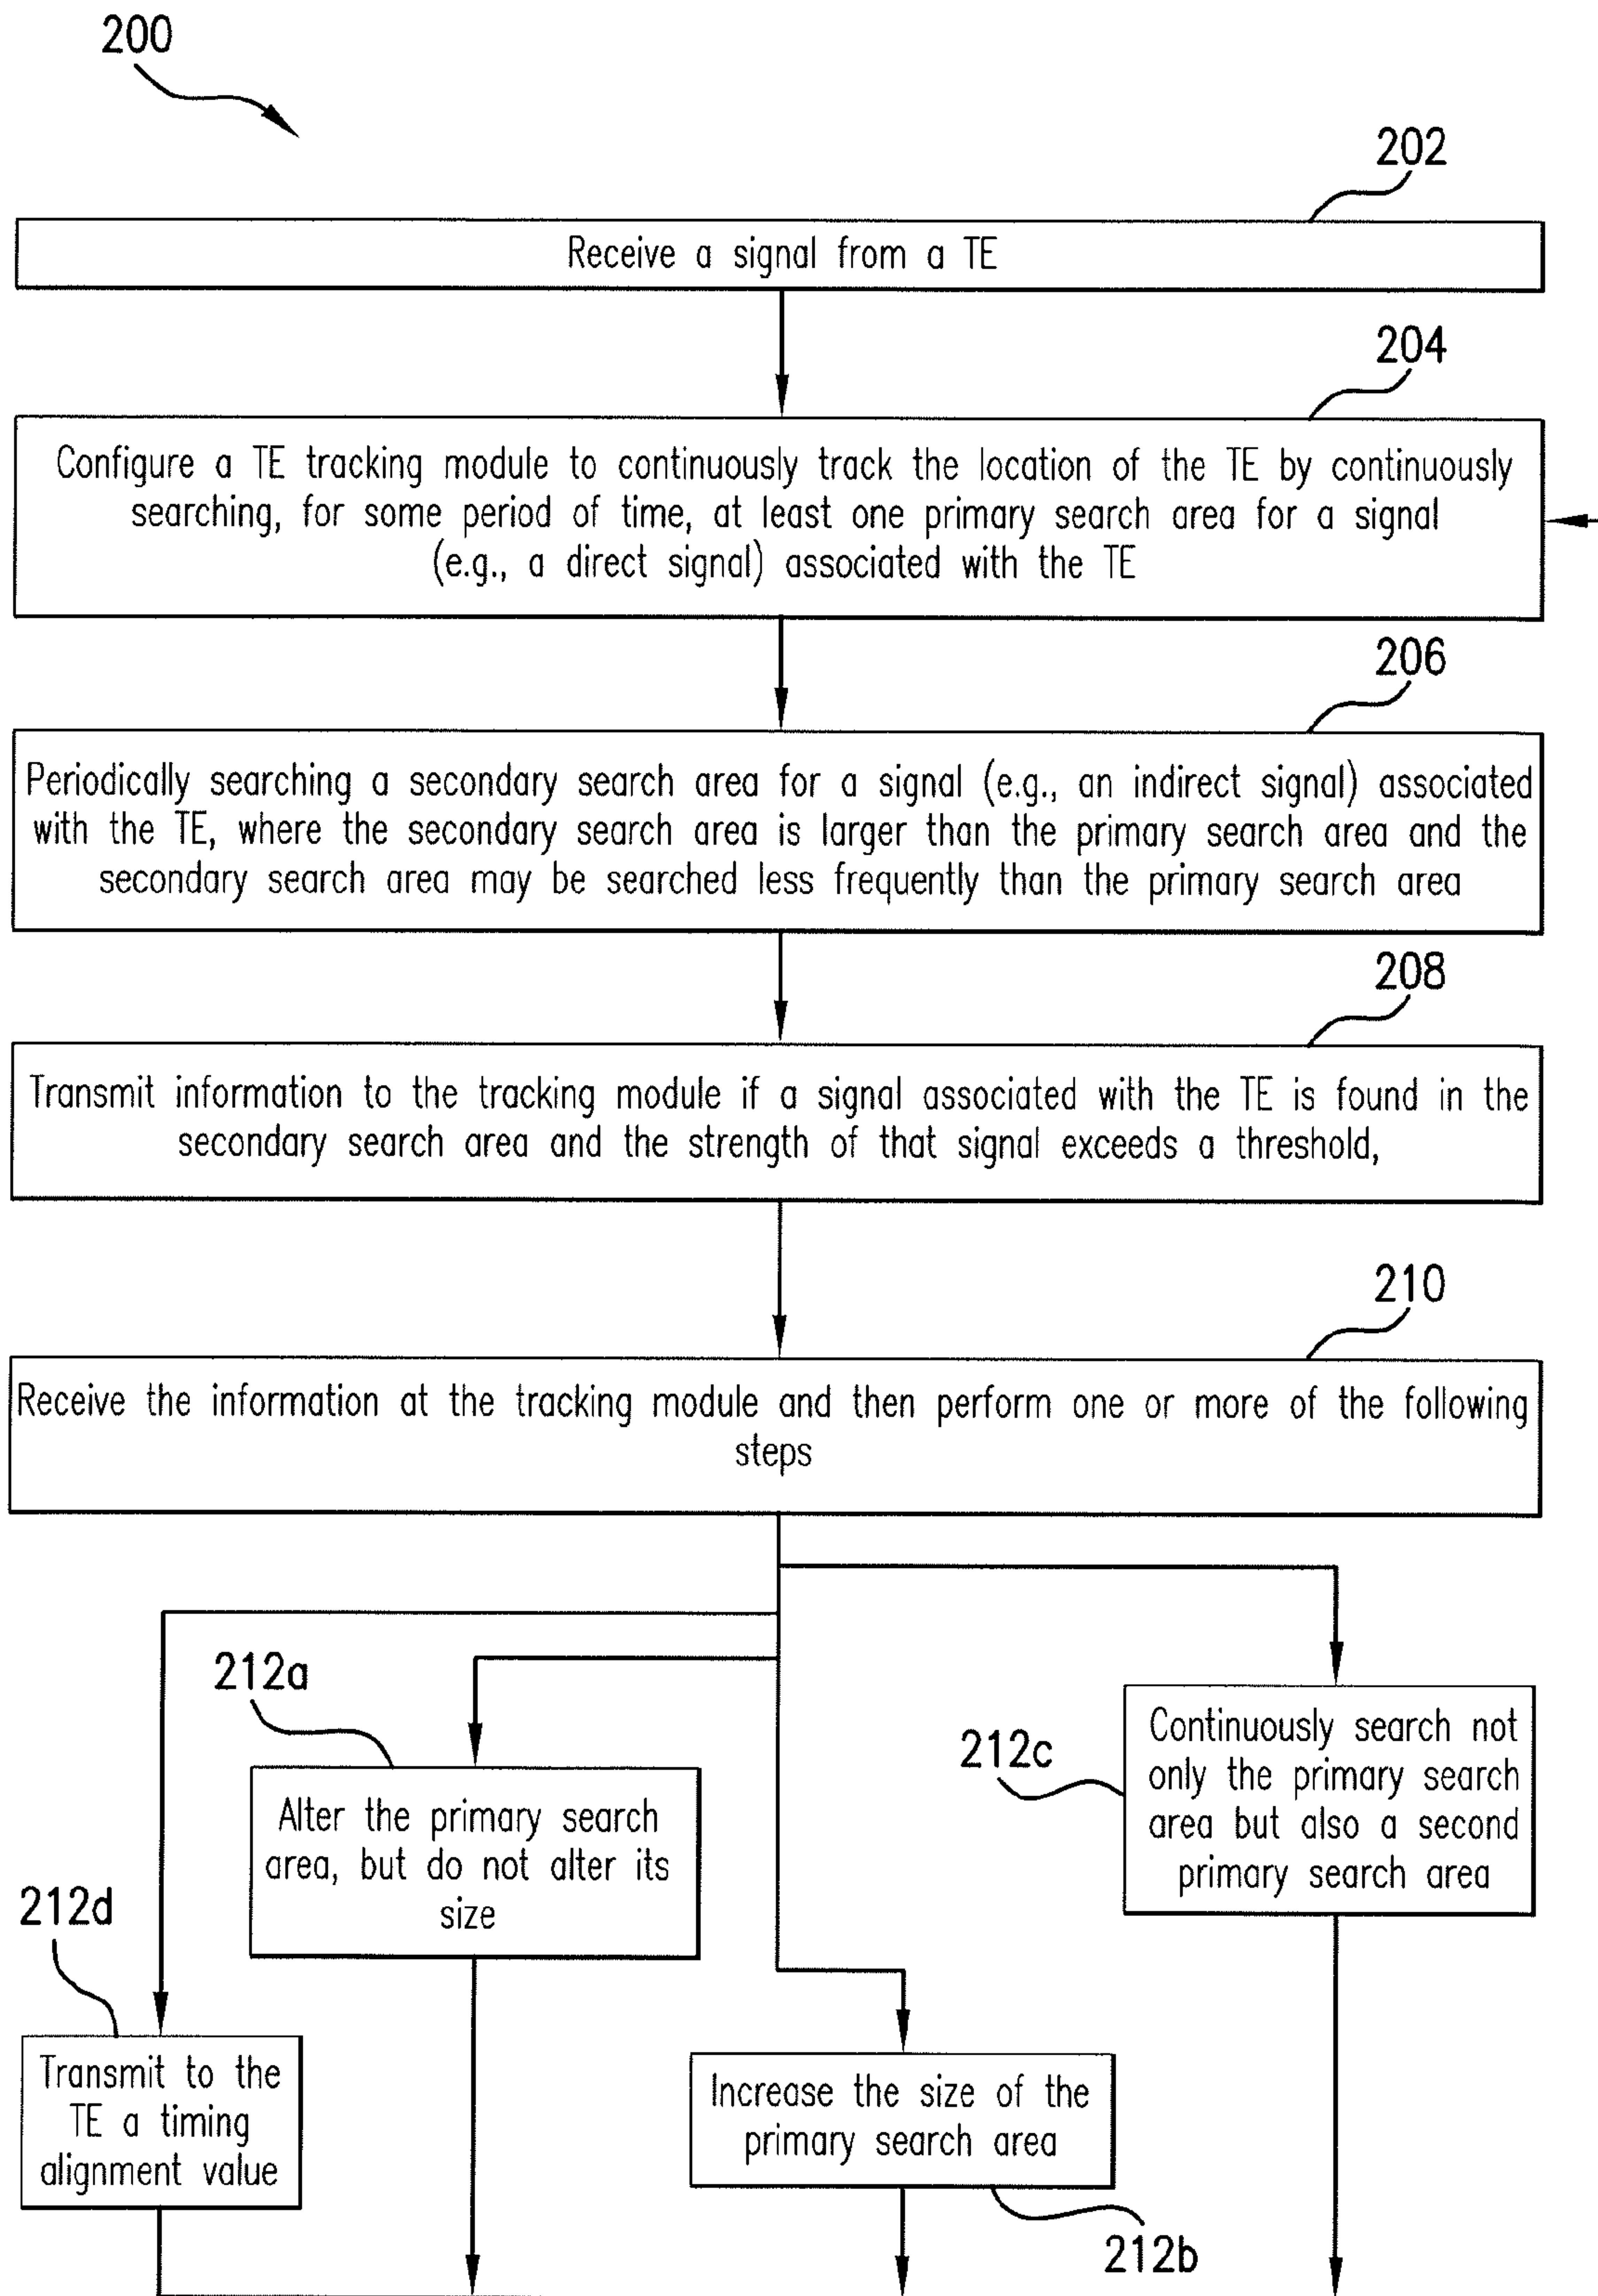 200
202
Receive a signal from a TE
204
Configure a TE tracking module to continuously track the location of the TE by continuously
searching, for some period of time, at least one primary search area for a signal
(e.g., a direct signal) associated with the TE
206
Periodically searching a secondary search area for a signal (e.g., an indirect signal) associated
with the TE, where the secondary search area is larger than the primary search area and the
secondary search area may be searched less frequently than the primary search area
208
Transmit information to the tracking module if a signal associated with the TE is found in the
secondary search area and the strength of that signal exceeds a threshold,
210
Receive the information at the tracking module and then perform one or more of the following
steps
212a
Alter the primary search
area, but do not alter its
size
212c
Continuously search not
only the primary search
area but also a second
primary search area
212d
Transmit to the
TE a timing
alignment value
Increase the size of the
primary search area
212b